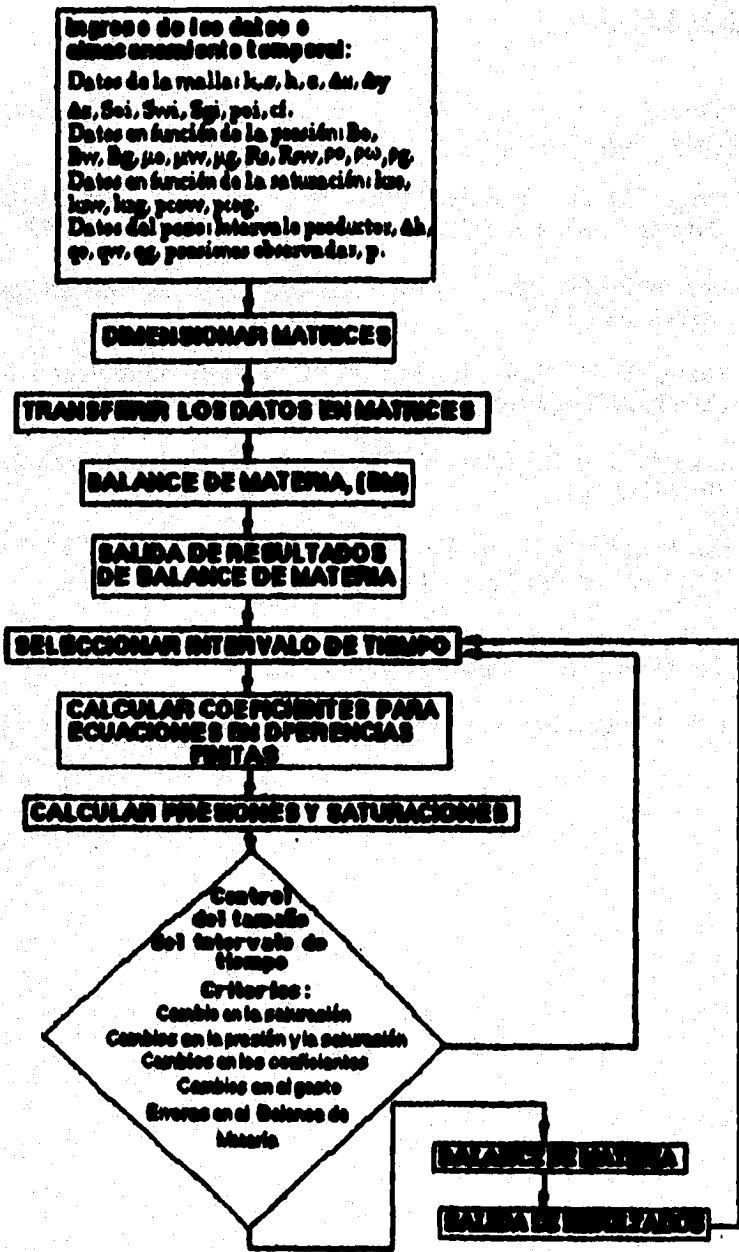 Ingreso de los datos o
almacenamiento temporal:
Datos de la malla: k, ø, h, s, Δx, Δy
Δz, Soi, Swi, Sgi, poi, cf.
Datos en función de la presión: Bo,
Bw, Bg, μo, μw, μg, Rs, Rsw, ρo, ρω, ρg.
Datos en función de la saturación: kro,
krw, krg, pcow, pcog.
Datos del pozo: Intervalo productor, Δh,
qo, qw, qg, presiones observadas, p.
DIMENSIONAR MATRICES
TRANSFERIR LOS DATOS EN MATRICES
BALANCE DE MATERIA, (BM)
SALIDA DE RESULTADOS
DE BALANCE DE MATERIA
SELECCIONAR INTERVALO DE TIEMPO
CALCULAR COEFICIENTES PARA
ECUACIONES EN DIFERENCIAS
FINITAS
CALCULAR PRESIONES Y SATURACIONES
Control
del tamaño
del intervalo de
tiempo
Criterios:
Cambio en la saturación
Cambios en la presión y la saturación
Cambios en los coeficientes
Cambios en el gasto
Errores en el Balance de
Materia
BALANCE DE MATERIA
SALIDA DE RESULTADOS